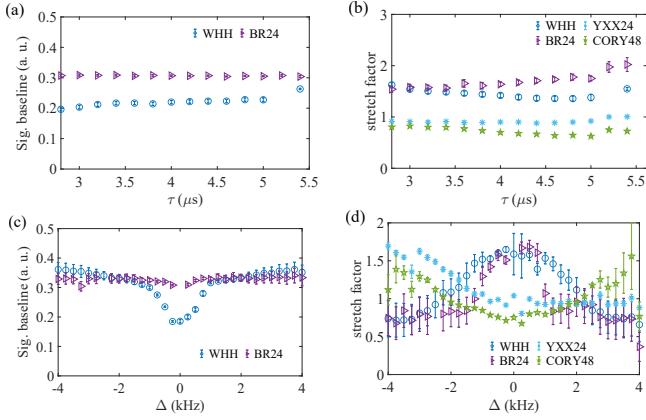 (a)
WHH BR24
Sig. baseline (a. u.)
0.5
0.4
0.3
0.2
0.1
0
3 3.5 4 4.5 5 5.5
τ (μs)
(b)
WHH YXX24
BR24 CORY48
stretch factor
3
2
1
0
3 3.5 4 4.5 5 5.5
τ (μs)
(c)
Sig. baseline (a. u.)
0.5
0.4
0.3
0.2
0.1
0
WHH BR24
-4 -2 0 2 4
Δ (kHz)
(d)
stretch factor
2
1.5
1
0.5
0
WHH YXX24
BR24 CORY48
-4 -2 0 2 4
Δ (kHz)